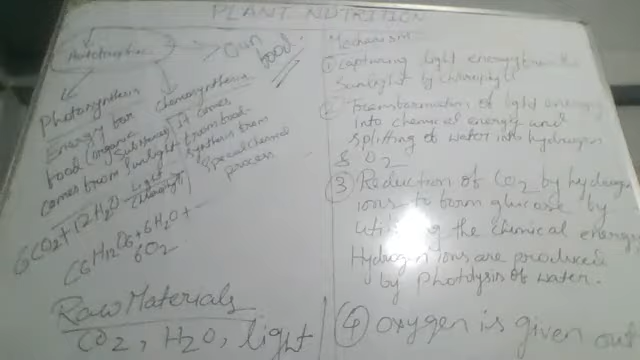 PLANT NUTRITION
Autotrophic
Own
food
Photosynthesis
Energy for
food (organic
substance)
comes from sunlight
Chemosynthesis
It comes
from food
synthesis from
special chemical
process
6CO2 + 12H2O light
chlorophyll
C6H12O6 + 6H2O +
6O2
Raw Materials
CO2, H2O, light
Mechanism:
① capturing light energy from the
sunlight by chlorophyll
② Transformation of light energy
into chemical energy and
splitting of water into hydrogen
& O2
③ Reduction of CO2 by hydrogen
ions to form glucose by
utilizing the chemical energy
Hydrogen ions are produced
by photolysis of water.
④ oxygen is given out